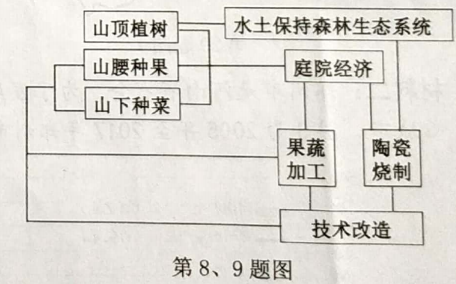 山顶植树
水土保持森林生态系统
山腰种果
庭院经济
山下种菜
果蔬
加工
陶瓷
烧制
技术改造
第8、9题图